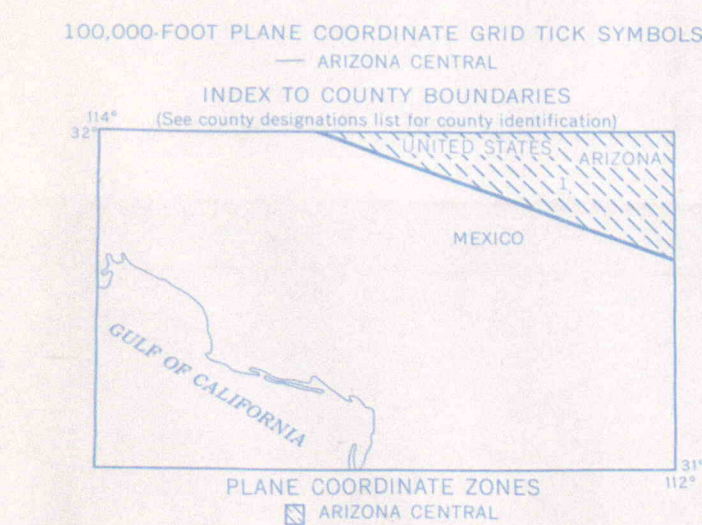 100,000-FOOT PLANE COORDINATE GRID TICK SYMBOLS
— ARIZONA CENTRAL
INDEX TO COUNTY BOUNDARIES
114°
(See county designations list for county identification)
32°
UNITED STATES
ARIZONA
1
MEXICO
GULF OF CALIFORNIA
31°
112°
PLANE COORDINATE ZONES
ARIZONA CENTRAL